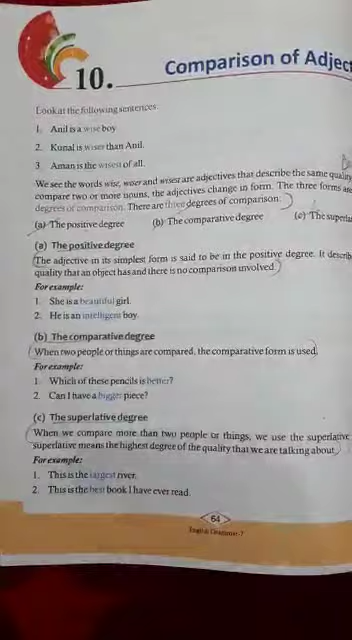 10.
Comparison of Adject
Look at the following sentences.
1. Anil is a wise boy
2. Kunal is wiser than Anil.
3. Aman is the wisest of all.
We see the words wise, wiser and wisest are adjectives that describe the same quality
compare two or more nouns, the adjectives change in form. The three forms are
degrees of comparison. There are three degrees of comparison:
(a) The positive degree (b) The comparative degree (c) The superla
(a) The positive degree
The adjective in its simplest form is said to be in the positive degree. It describ
quality that an object has and there is no comparison involved.
For example:
1. She is a beautiful girl.
2. He is an intelligent boy.
(b) The comparative degree
When two people or things are compared, the comparative form is used.
For example:
1. Which of these pencils is better?
2. Can I have a bigger piece?
(c) The superlative degree
When we compare more than two people or things, we use the superlative
superlative means the highest degree of the quality that we are talking about.
For example:
1. This is the largest river.
2. This is the best book I have ever read.
64
English Grammar-7